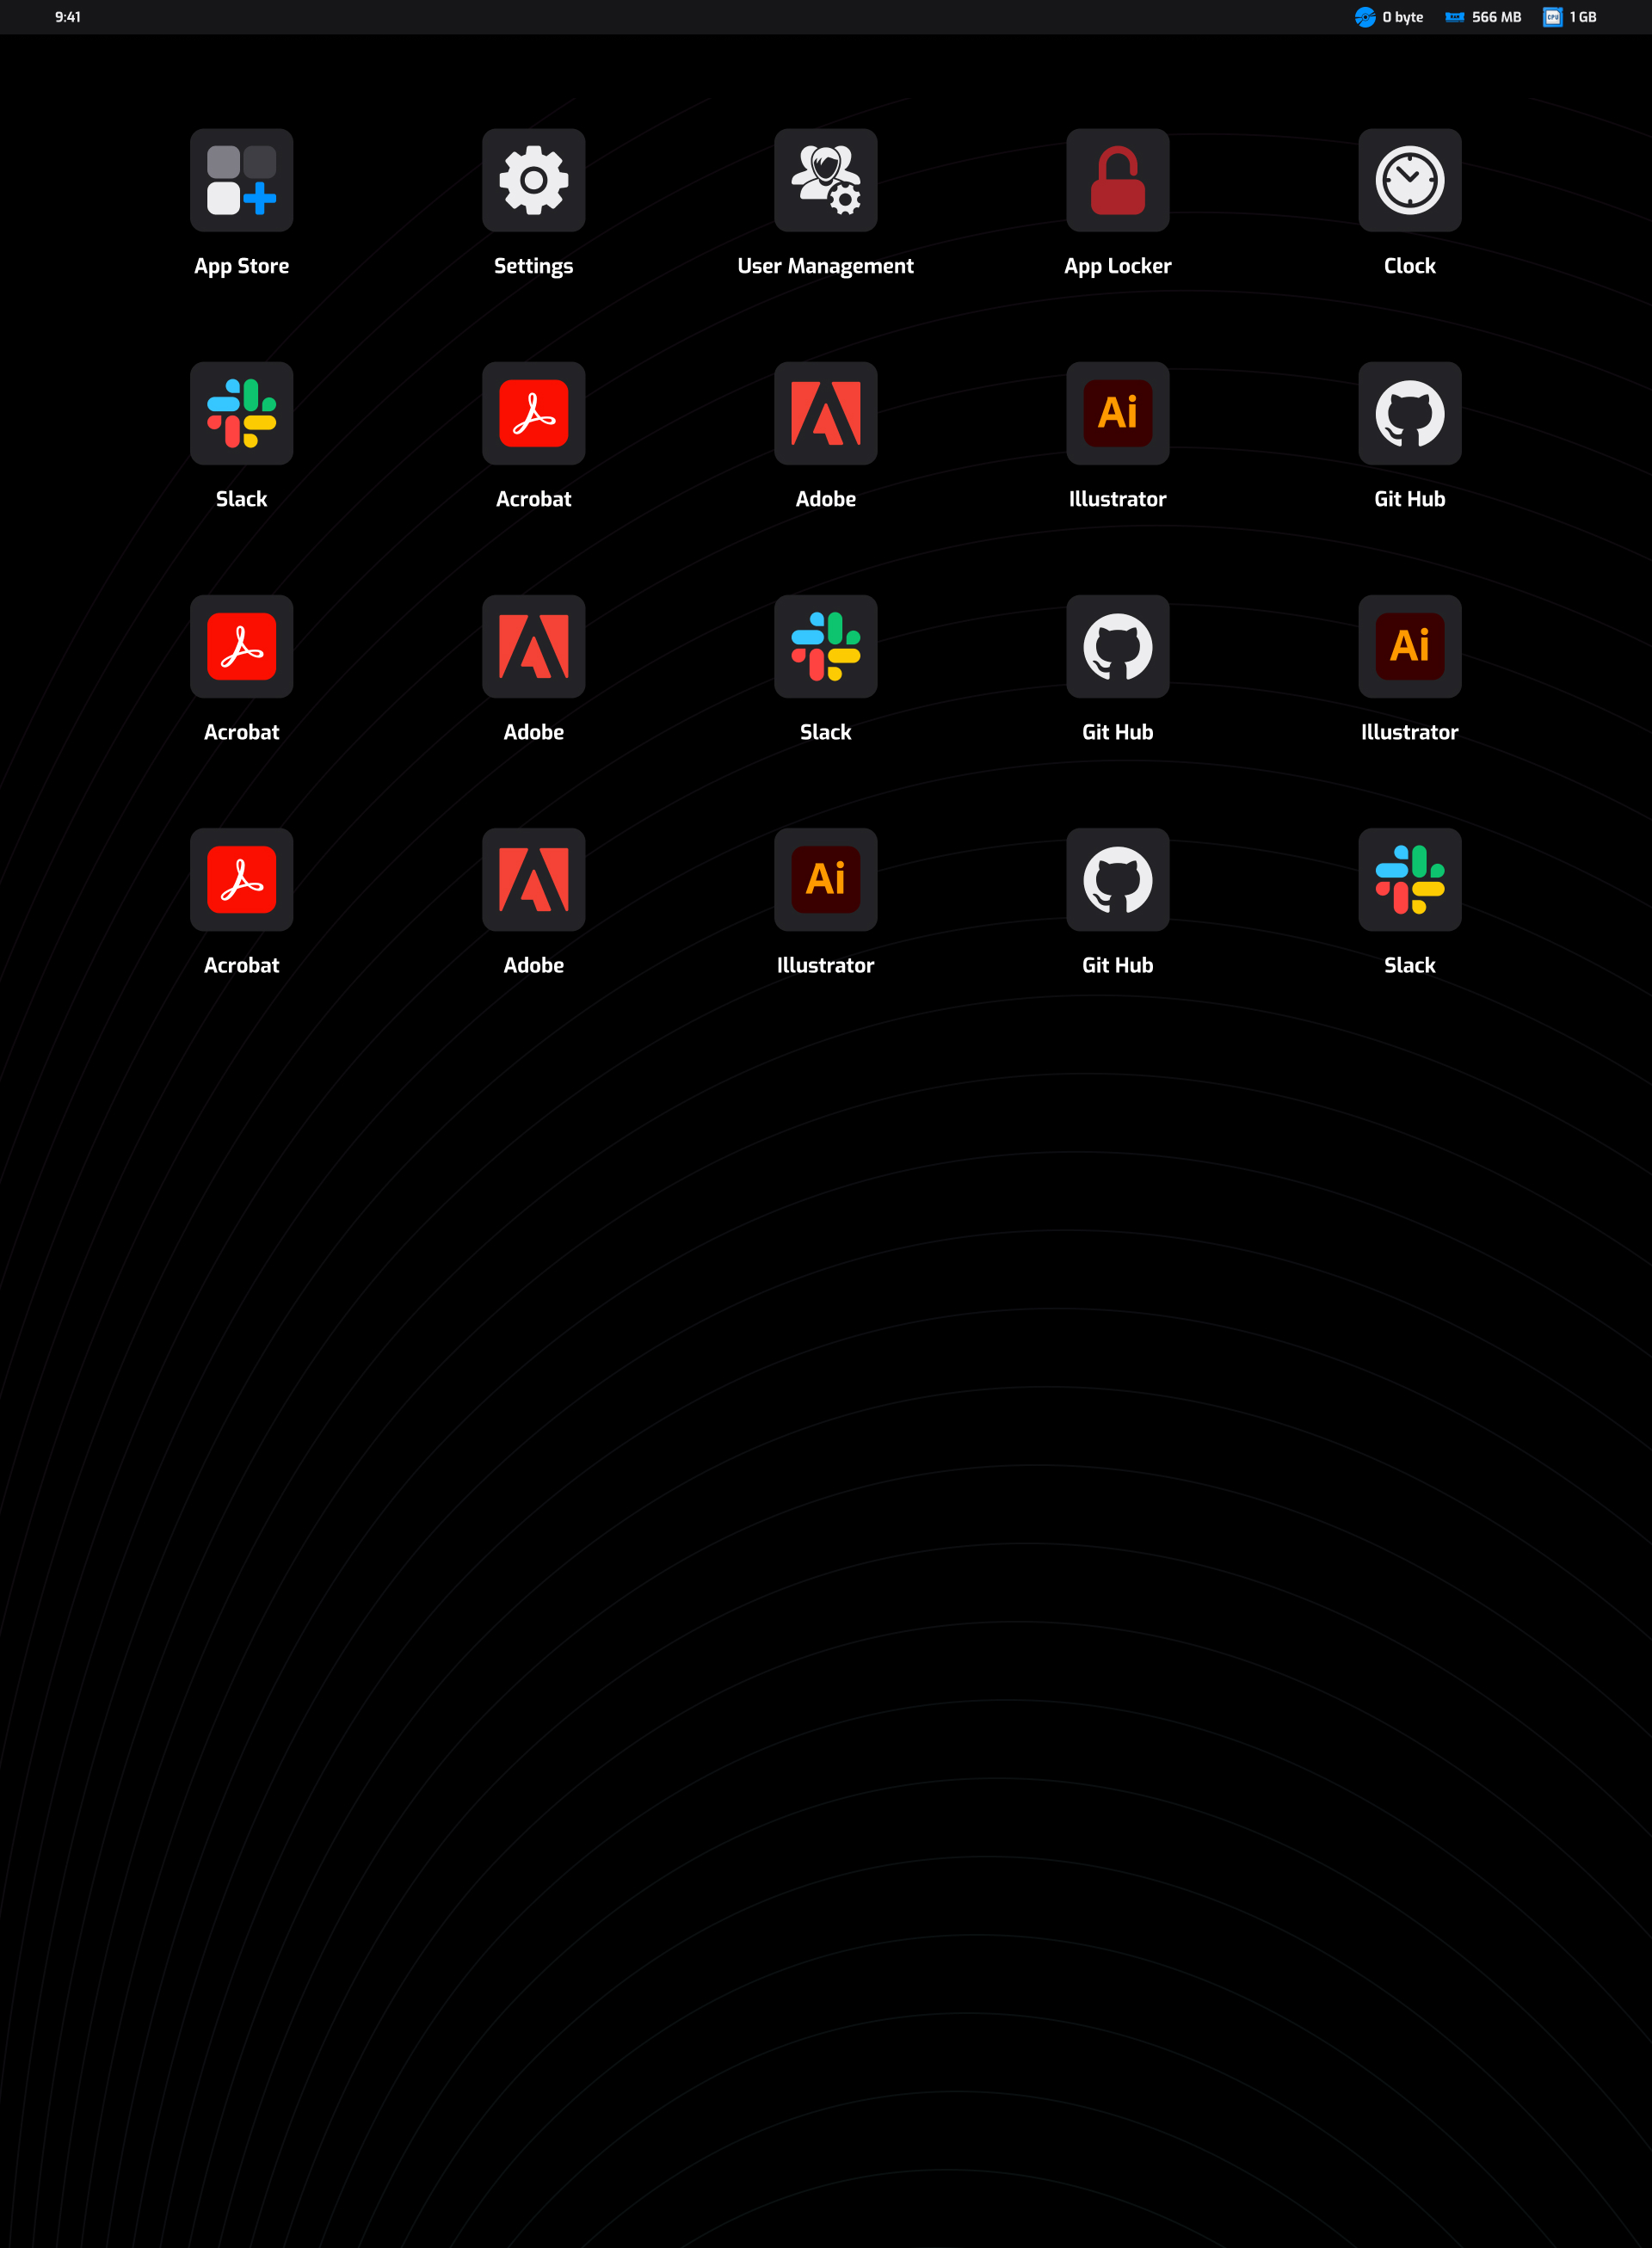 9:41 0 byte 566 MB CPU 1 GB
App Store Settings User Management App Locker Clock
Ai
Slack Acrobat Adobe Illustrator Git Hub
Ai
Acrobat Adobe Slack Git Hub Illustrator
Ai
Acrobat Adobe Illustrator Git Hub Slack